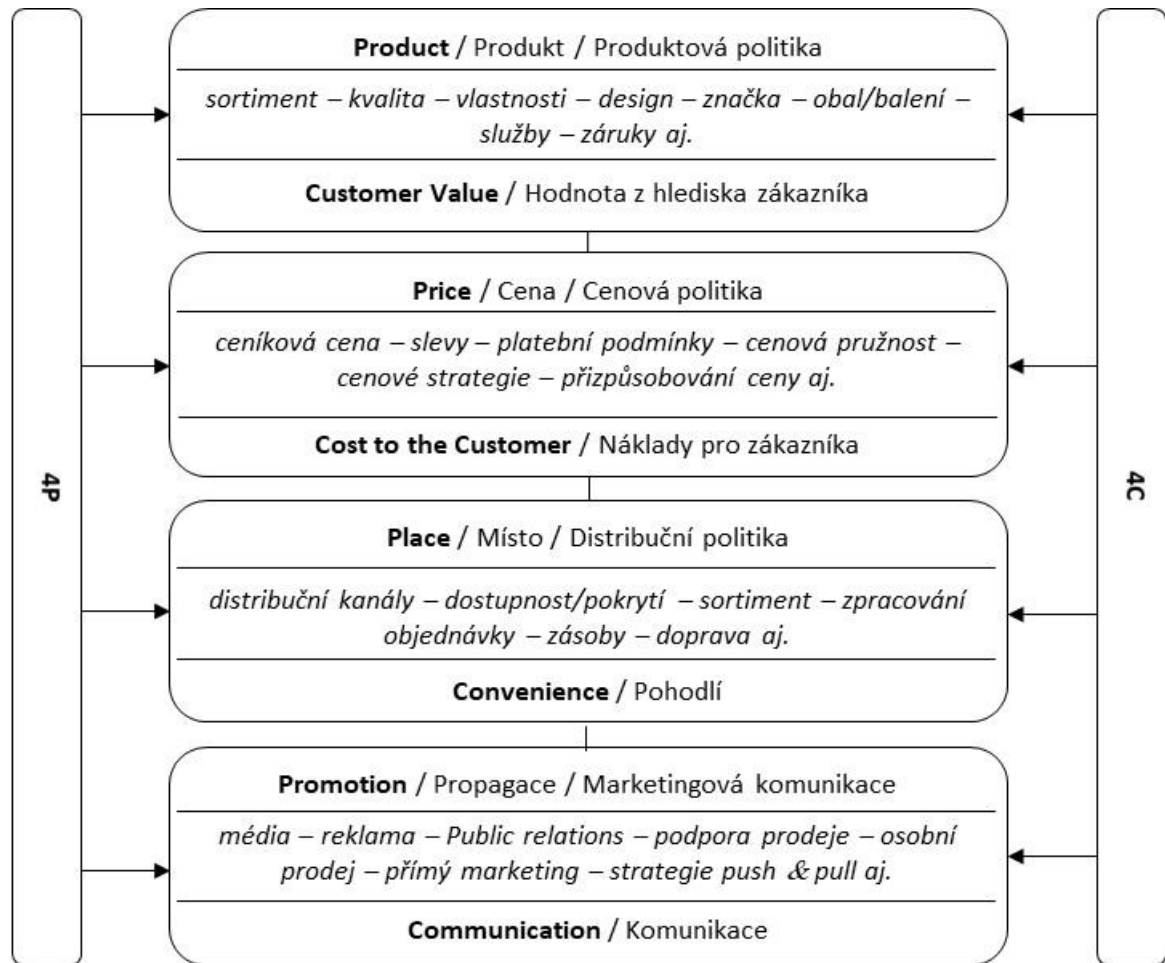 Product / Produkt / Produktová politika
sortiment – kvalita – vlastnosti – design – značka – obal/balení –
služby – záruky aj.
Customer Value / Hodnota z hlediska zákazníka
Price / Cena / Cenová politika
ceníková cena – slevy – platební podmínky – cenová pružnost –
cenové strategie – přizpůsobování ceny aj.
Cost to the Customer / Náklady pro zákazníka
4P
4C
Place / Místo / Distribuční politika
distribuční kanály – dostupnost/pokrytí – sortiment – zpracování
objednávky – zásoby – doprava aj.
Convenience / Pohodlí
Promotion / Propagace / Marketingová komunikace
média – reklama – Public relations – podpora prodeje – osobní
prodej – přímý marketing – strategie push & pull aj.
Communication / Komunikace